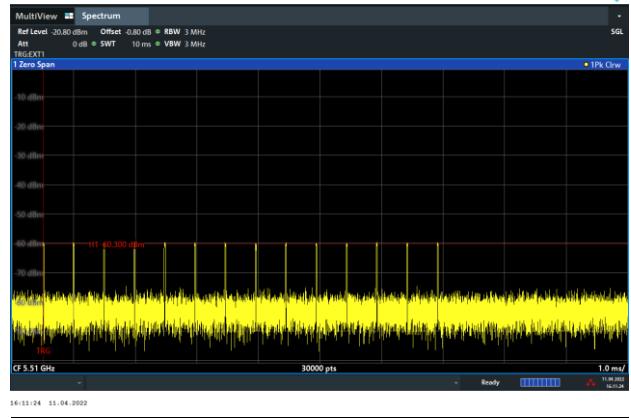 MultiView Spectrum
Ref Level -20.80 dBm Offset -0.80 dB RBW 3 MHz SGL
Att 0 dB SWT 10 ms VBW 3 MHz
TRG:EXT1
1 Zero Span 1Pk Clrw
-10 dBm
-20 dBm
-30 dBm
-40 dBm
-50 dBm
-60 dBm H1 -60.300 dBm
-70 dBm
TRG
CF 5.51 GHz 30000 pts 1.0 ms/
Ready 11.04.2022
16:11:24
16:11:24 11.04.2022